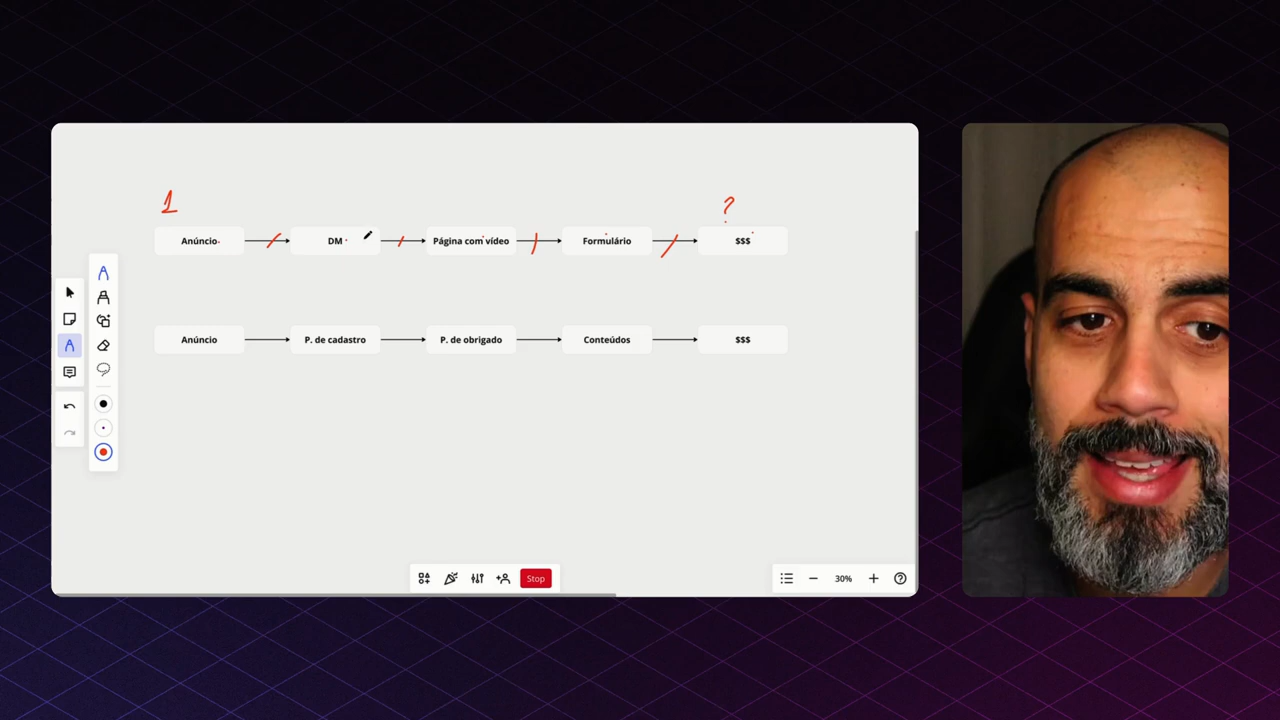 1 ?
Anúncio DM Página com vídeo Formulário $$$
Anúncio P. de cadastro P. de obrigado Conteúdos $$$
Stop 30%